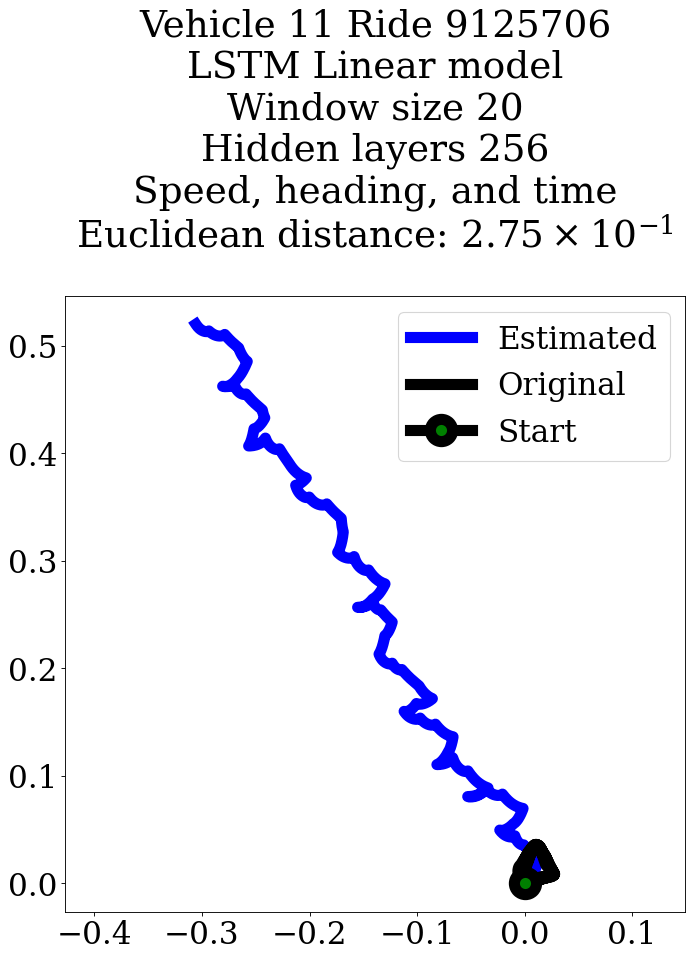 Vehicle 11 Ride 9125706
LSTM Linear model
Window size 20
Hidden layers 256
Speed, heading, and time
Euclidean distance: 2.75 × 10⁻¹
Estimated
Original
Start
0.5
0.4
0.3
0.2
0.1
0.0
−0.4 −0.3 −0.2 −0.1 0.0 0.1